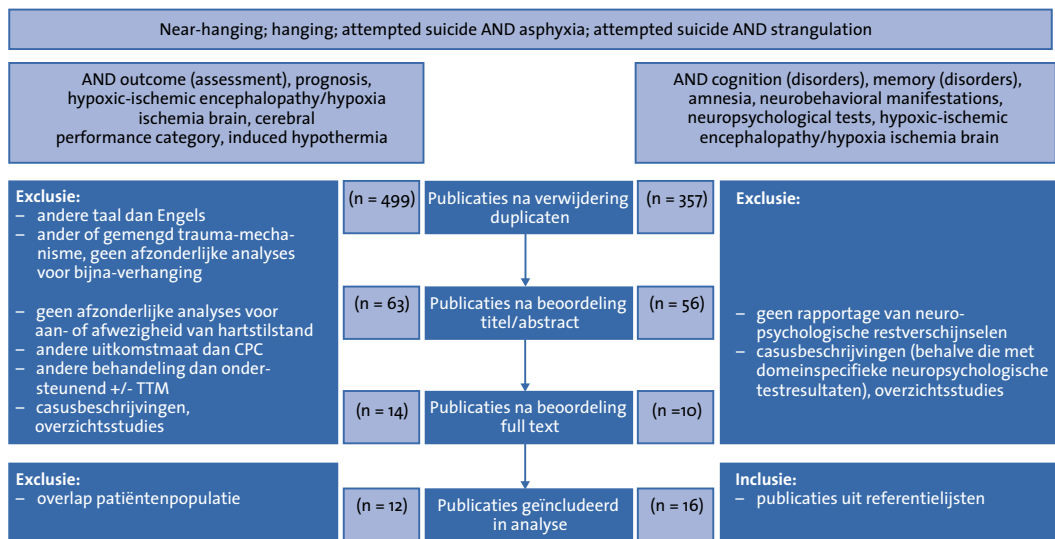 Near-hanging; hanging; attempted suicide AND asphyxia; attempted suicide AND strangulation
AND outcome (assessment), prognosis,
hypoxic-ischemic encephalopathy/hypoxia
ischemia brain, cerebral
performance category, induced hypothermia
AND cognition (disorders), memory (disorders),
amnesia, neurobehavioral manifestations,
neuropsychological tests, hypoxic-ischemic
encephalopathy/hypoxia ischemia brain
Exclusie:
– andere taal dan Engels
– ander of gemengd trauma-mecha-
nisme, geen afzonderlijke analyses
voor bijna-verhanging
– geen afzonderlijke analyses voor
aan- of afwezigheid van hartstilstand
– andere uitkomstmaat dan CPC
– andere behandeling dan onder-
steunend +/- TTM
– casusbeschrijvingen,
overzichtsstudies
(n = 499)
Publicaties na verwijdering
duplicaten
(n = 357)
Exclusie:
– geen rapportage van neuro-
psychologische restverschijnselen
– casusbeschrijvingen (behalve die met
domeinspecifieke neuropsychologische
testresultaten), overzichtsstudies
(n = 63)
Publicaties na beoordeling
titel/abstract
(n = 56)
(n = 14)
Publicaties na beoordeling
full text
(n =10)
Exclusie:
– overlap patiëntenpopulatie
(n = 12)
Publicaties geïncludeerd
in analyse
(n = 16)
Inclusie:
– publicaties uit referentielijsten